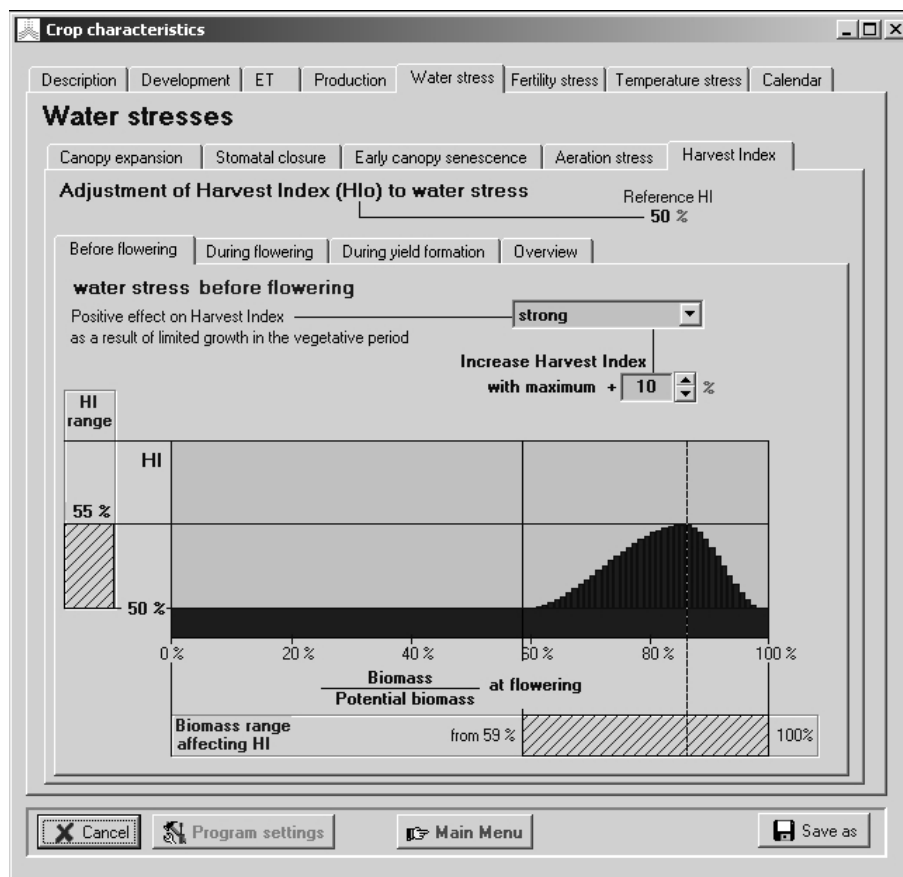 Crop characteristics
Description Development ET Production Water stress Fertility stress Temperature stress Calendar
Water stresses
Canopy expansion Stomatal closure Early canopy senescence Aeration stress Harvest Index
Adjustment of Harvest Index (HIo) to water stress
Reference HI
50 %
Before flowering During flowering During yield formation Overview
water stress before flowering
Positive effect on Harvest Index strong
as a result of limited growth in the vegetative period
Increase Harvest Index
with maximum + 10 %
HI
range
HI
55 %
50 %
0 % 20 % 40 % 60 % 80 % 100 %
Biomass
Potential biomass
at flowering
Biomass range
affecting HI
from 59 % 100%
Cancel Program settings Main Menu Save as